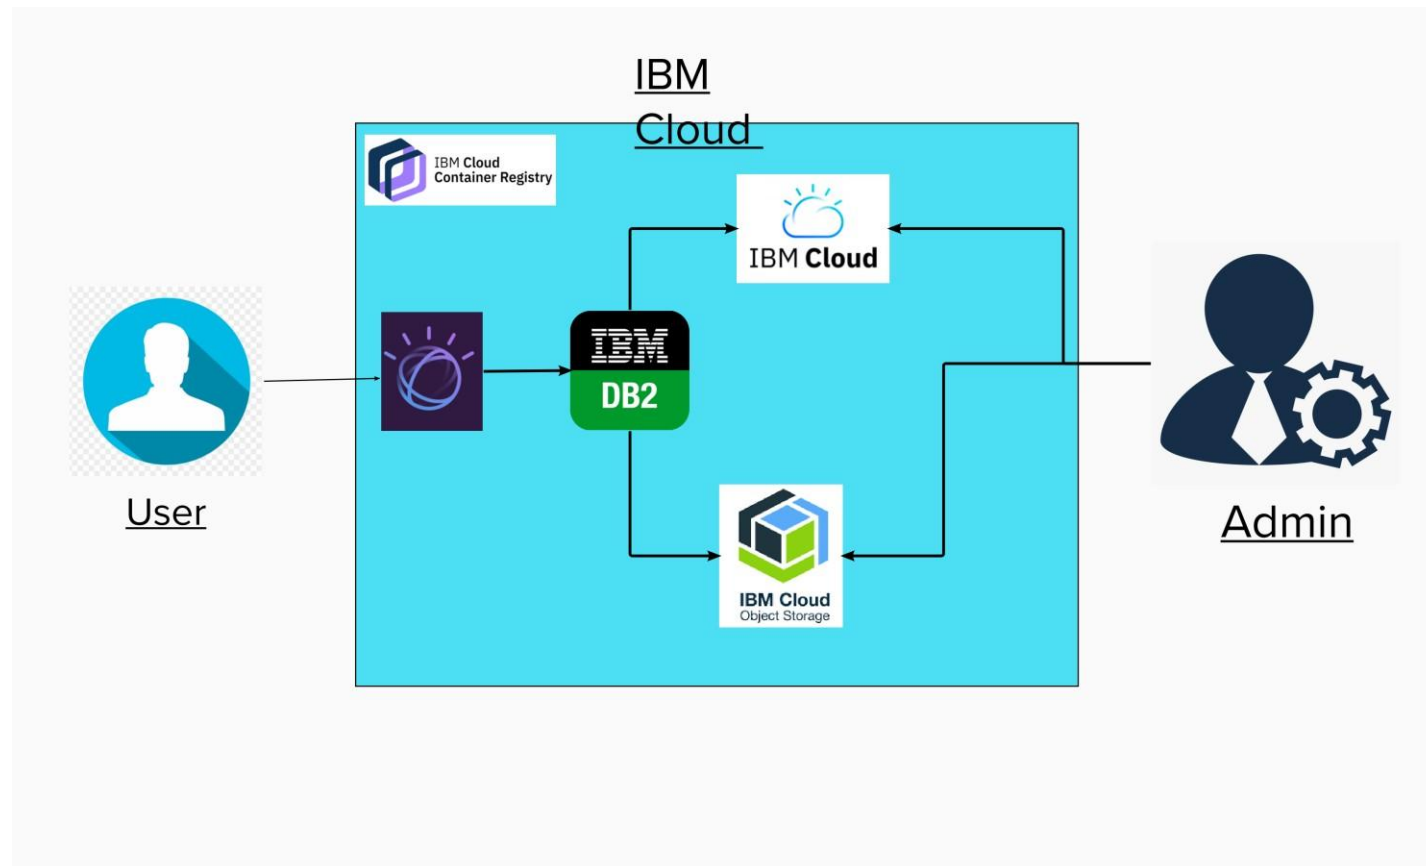 IBM
Cloud
IBM Cloud
Container Registry
IBM Cloud
IBM
DB2
User
Admin
IBM Cloud
Object Storage